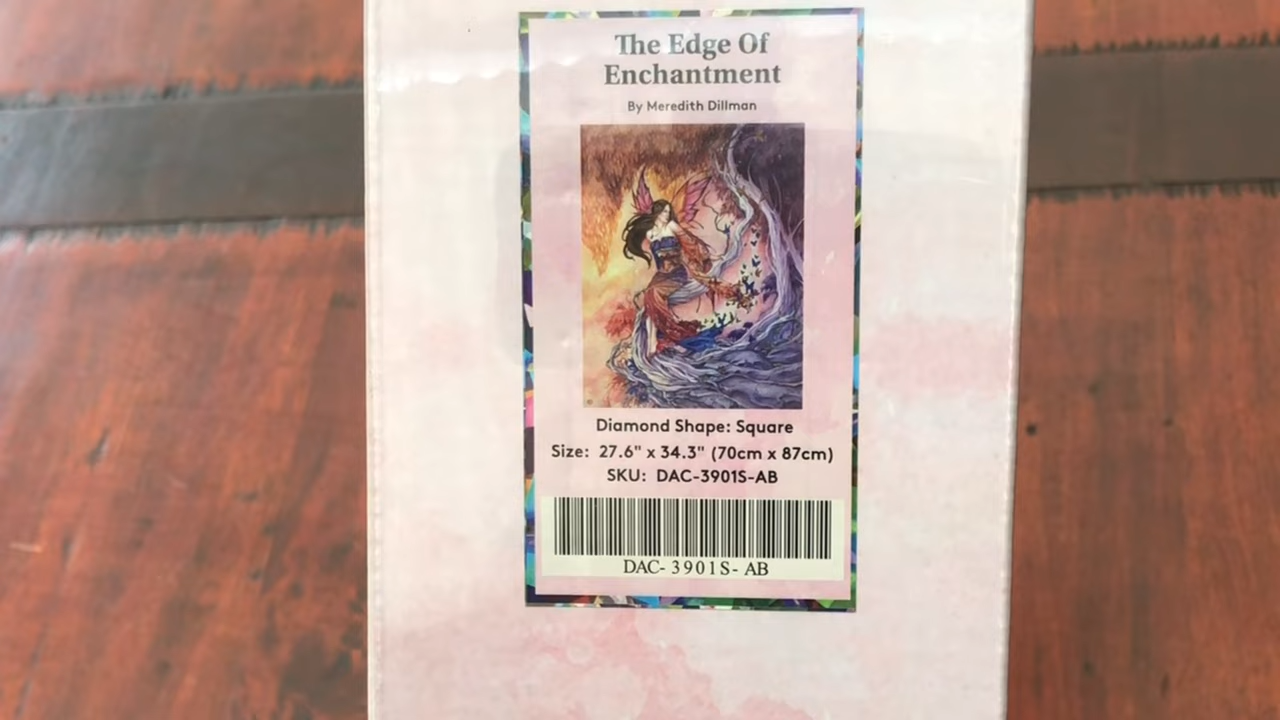 The Edge Of
Enchantment
By Meredith Dillman
Diamond Shape: Square
Size: 27.6" x 34.3" (70cm x 87cm)
SKU: DAC-3901S-AB
DAC- 3901S- AB